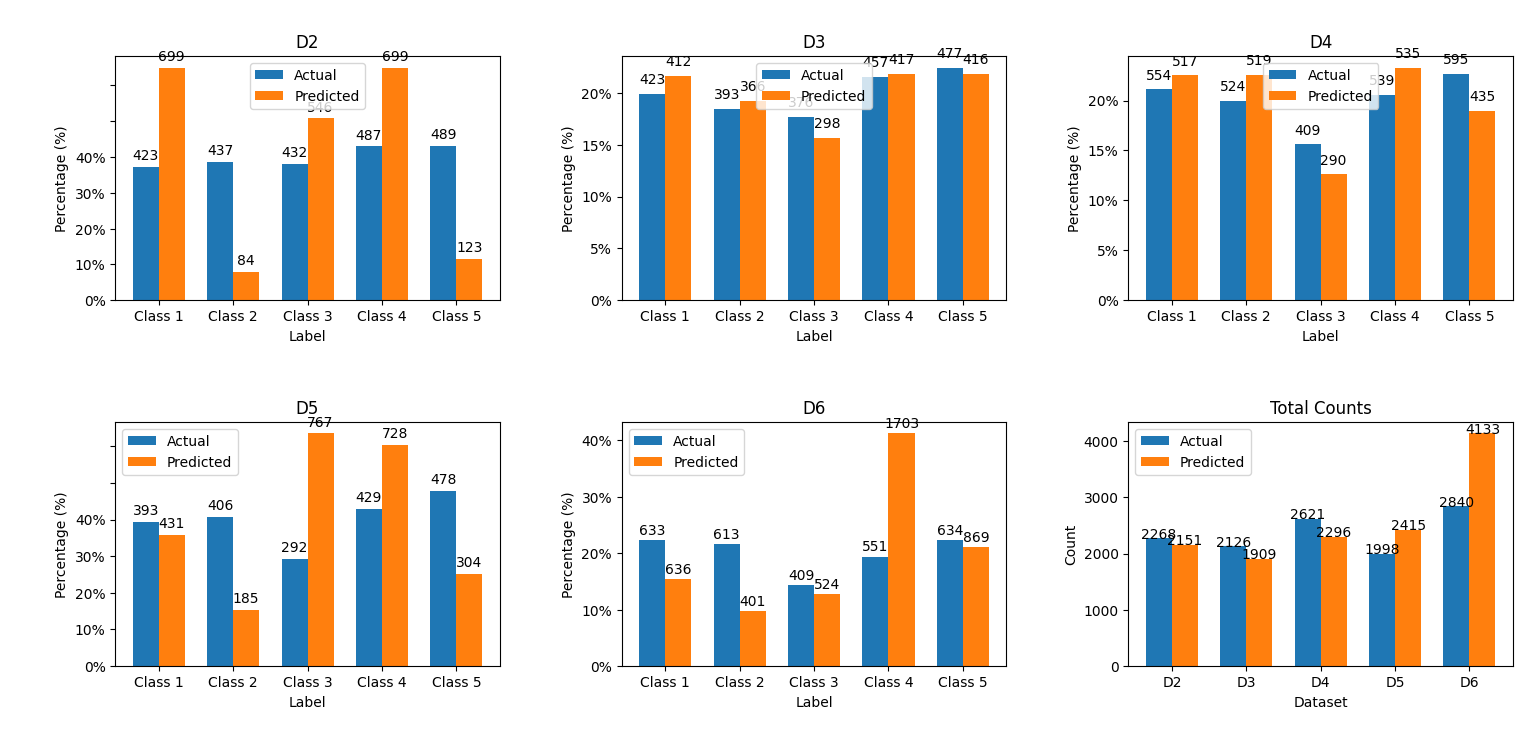 D2
699
699
Actual
Predicted
546
487
489
423
437
432
84
123
Percentage (%)
40%
30%
20%
10%
0%
Class 1
Class 2
Class 3
Class 4
Class 5
Label
D3
423
412
393
366
378
298
457
417
477
416
Actual
Predicted
Percentage (%)
20%
15%
10%
5%
0%
Class 1
Class 2
Class 3
Class 4
Class 5
Label
D4
554
517
524
519
409
290
539
535
595
435
Actual
Predicted
Percentage (%)
20%
15%
10%
5%
0%
Class 1
Class 2
Class 3
Class 4
Class 5
Label
D5
Actual
Predicted
393
431
406
185
292
767
429
728
478
304
Percentage (%)
40%
30%
20%
10%
0%
Class 1
Class 2
Class 3
Class 4
Class 5
Label
D6
Actual
Predicted
633
636
613
401
409
524
551
1703
634
869
Percentage (%)
40%
30%
20%
10%
0%
Class 1
Class 2
Class 3
Class 4
Class 5
Label
Total Counts
Actual
Predicted
2268
2151
2126
1909
2621
2296
1998
2415
2840
4133
Count
4000
3000
2000
1000
0
D2
D3
D4
D5
D6
Dataset